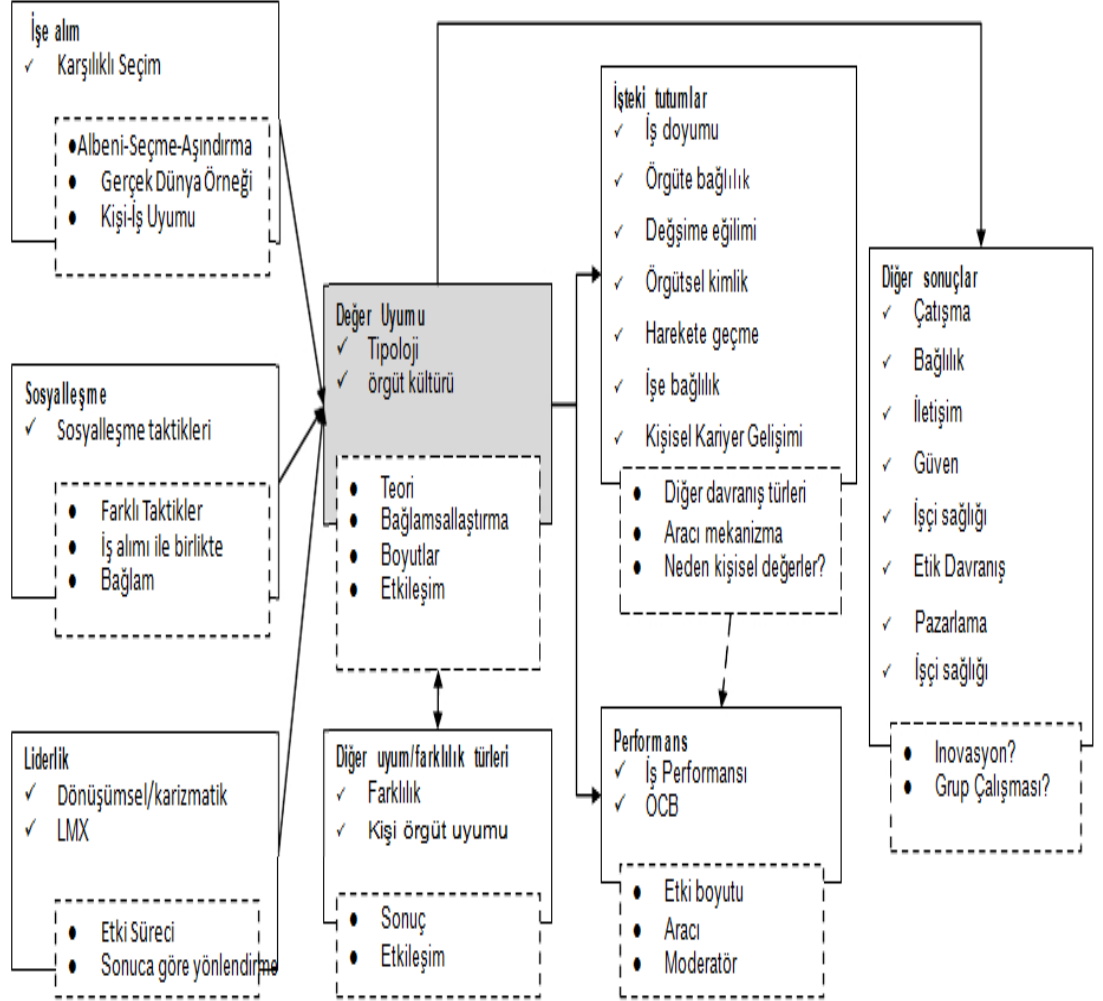 İşe alım
✓ Karşılıklı Seçim
●Albeni-Seçme-Aşındırma
● Gerçek Dünya Örneği
● Kişi-İş Uyumu
Sosyalleşme
✓ Sosyalleşme taktikleri
● Farklı Taktikler
● İş alımı ile birlikte
● Bağlam
Liderlik
✓ Dönüşümsel/karizmatik
✓ LMX
● Etki Süreci
● Sonuca göre yönlendirme
Değer Uyumu
✓ Tipoloji
✓ örgüt kültürü
● Teori
● Bağlamsallaştırma
● Boyutlar
● Etkileşim
Diğer uyum/farklılık türleri
✓ Farklılık
✓ Kişi örgüt uyumu
● Sonuç
● Etkileşim
İşteki tutumlar
✓ İş doyumu
✓ Örgüte bağlılık
✓ Değşime eğilimi
✓ Örgütsel kimlik
✓ Harekete geçme
✓ İşe bağlılık
✓ Kişisel Kariyer Gelişimi
● Diğer davranış türleri
● Aracı mekanizma
● Neden kişisel değerler?
Performans
✓ İş Performansı
✓ ÖCB
● Etki boyutu
● Aracı
● Moderatör
Diğer sonuçlar
✓ Çatışma
✓ Bağlılık
✓ İletişim
✓ Güven
✓ İşçi sağlığı
✓ Etik Davranış
✓ Pazarlama
✓ İşçi sağlığı
● Inovasyon?
● Grup Çalışması?